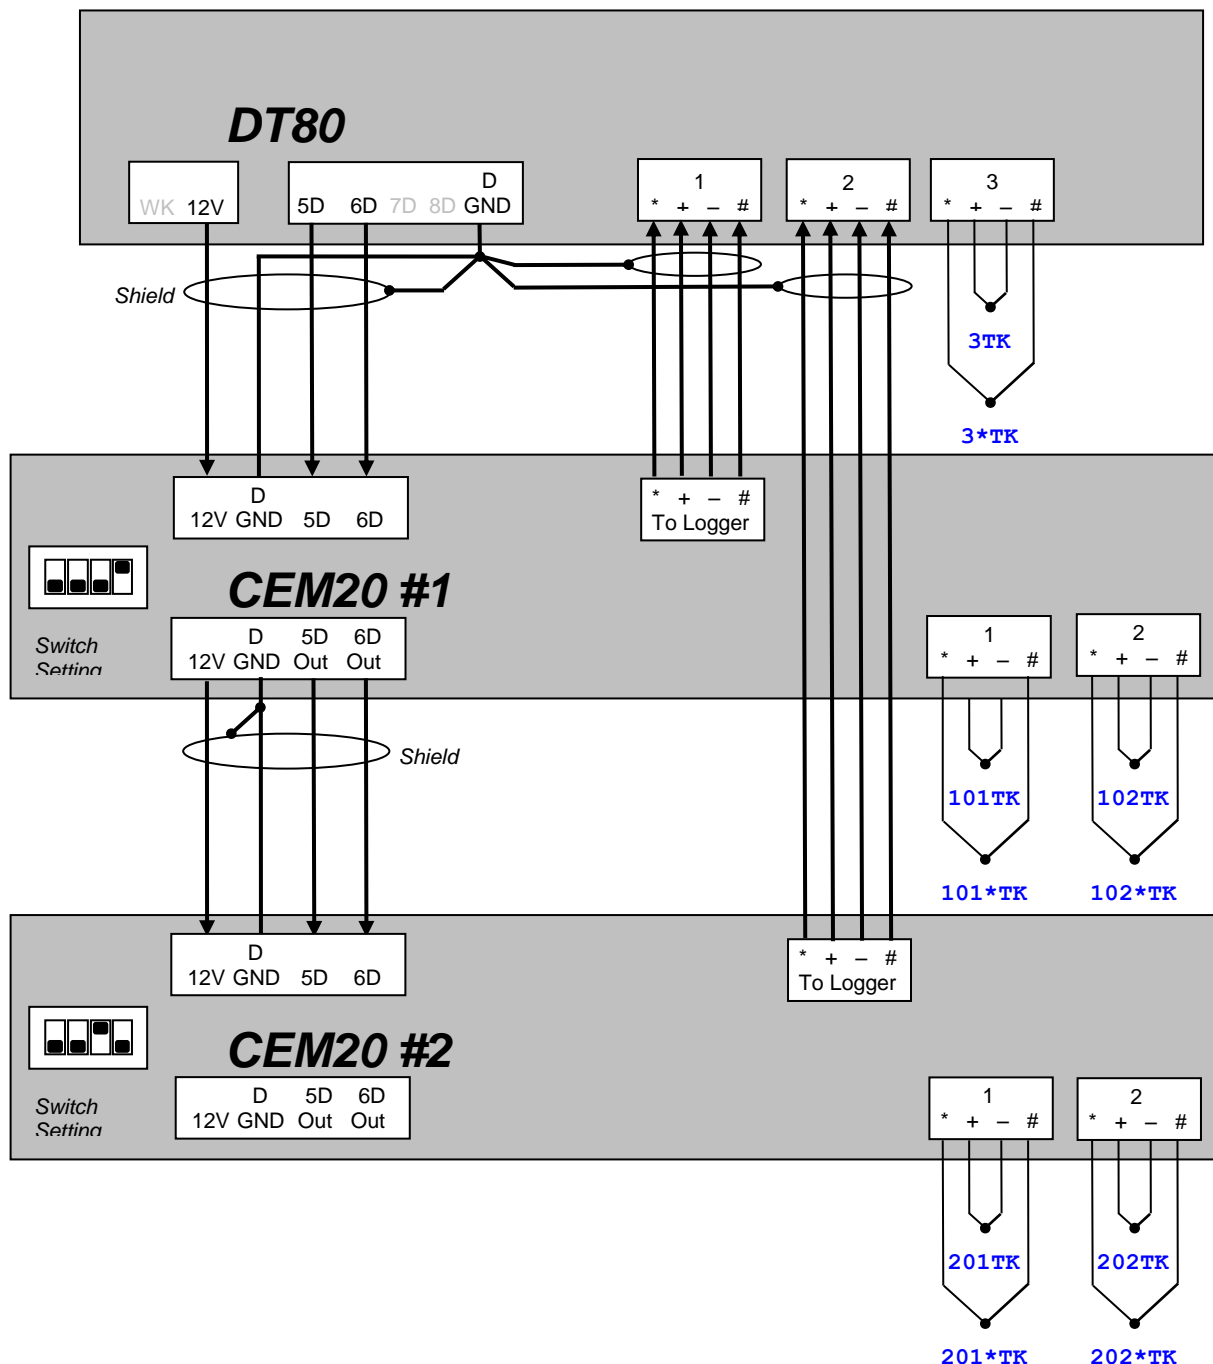 DT80
WK 12V
D
5D 6D 7D 8D GND
1
* + – #
2
* + – #
3
* + – #
Shield
3TK
3*TK
D
12V GND 5D 6D
* + – #
To Logger
CEM20 #1
Switch
Setting
D 5D 6D
12V GND Out Out
1
* + – #
2
* + – #
Shield
101TK
102TK
101*TK
102*TK
D
12V GND 5D 6D
* + – #
To Logger
CEM20 #2
Switch
Setting
D 5D 6D
12V GND Out Out
1
* + – #
2
* + – #
201TK
202TK
201*TK
202*TK